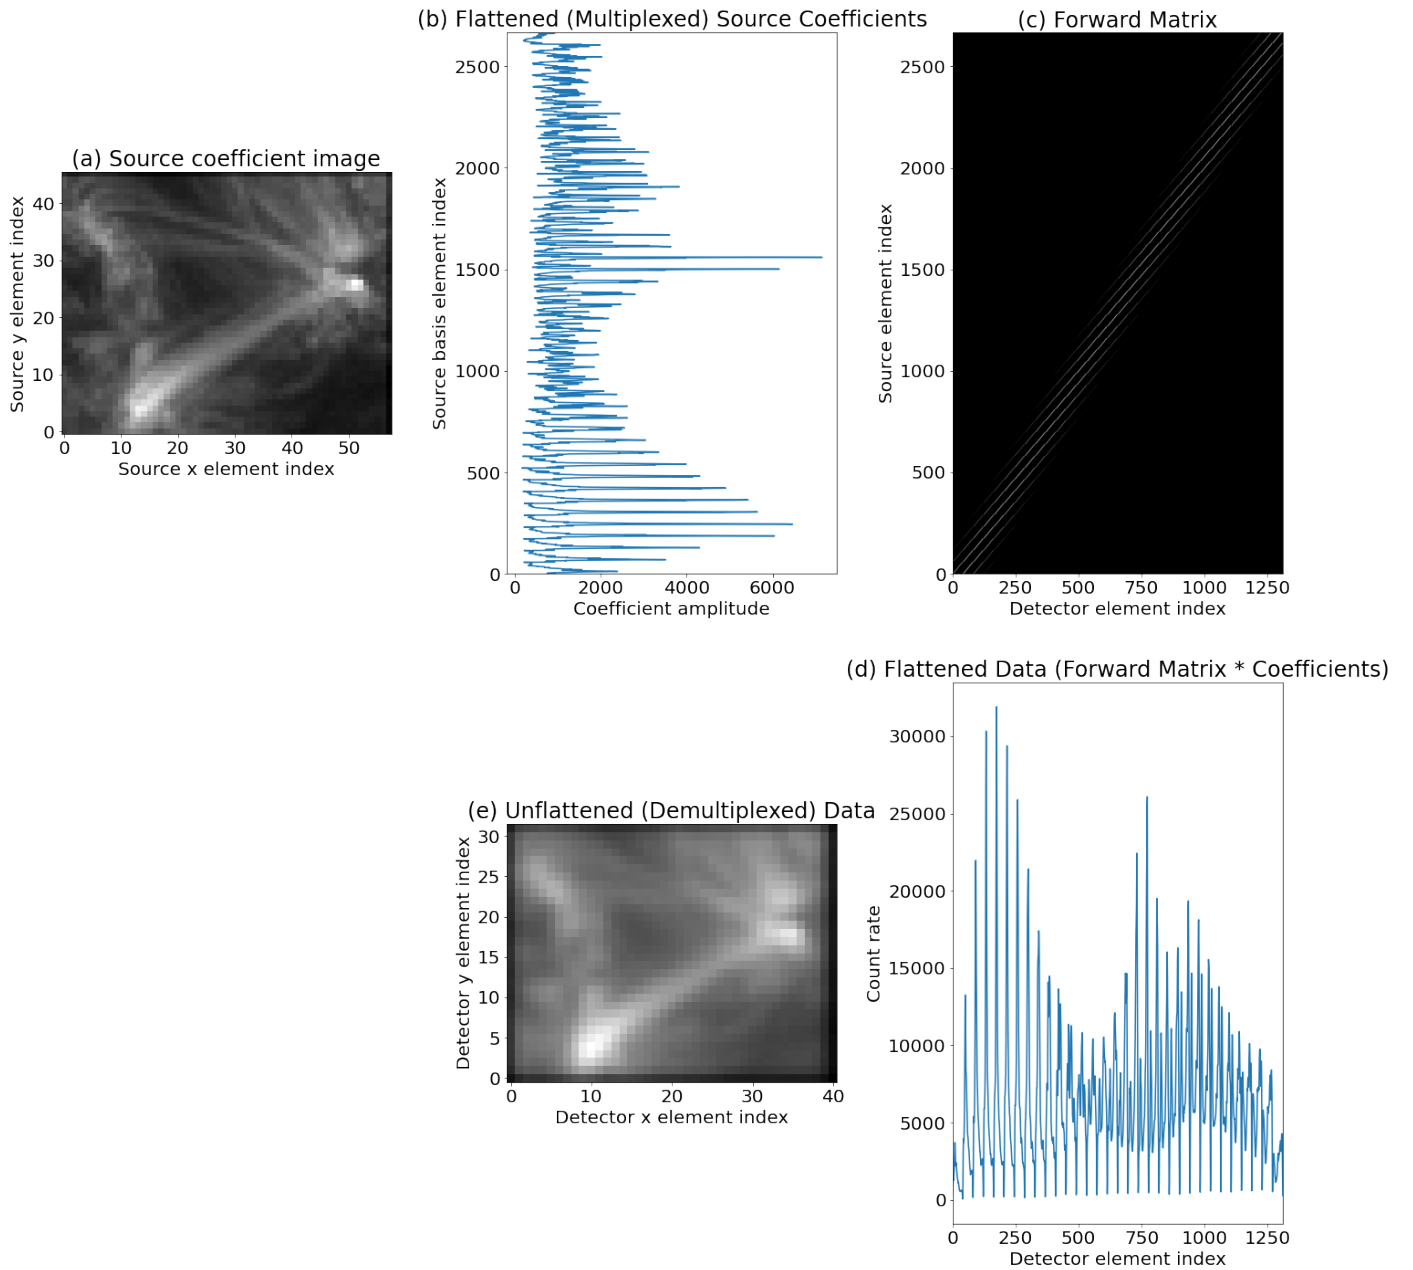 (b) Flattened (Multiplexed) Source Coefficients
(c) Forward Matrix
(a) Source coefficient image
Source y element index
40
30
20
10
0
0 10 20 30 40 50
Source x element index
Source basis element index
2500
2000
1500
1000
500
0
0 2000 4000 6000
Coefficient amplitude
Source element index
2500
2000
1500
1000
500
0
0 250 500 750 1000 1250
Detector element index
(d) Flattened Data (Forward Matrix * Coefficients)
(e) Unflattened (Demultiplexed) Data
Detector y element index
30
25
20
15
10
5
0
0 10 20 30 40
Detector x element index
Count rate
30000
25000
20000
15000
10000
5000
0
0 250 500 750 1000 1250
Detector element index